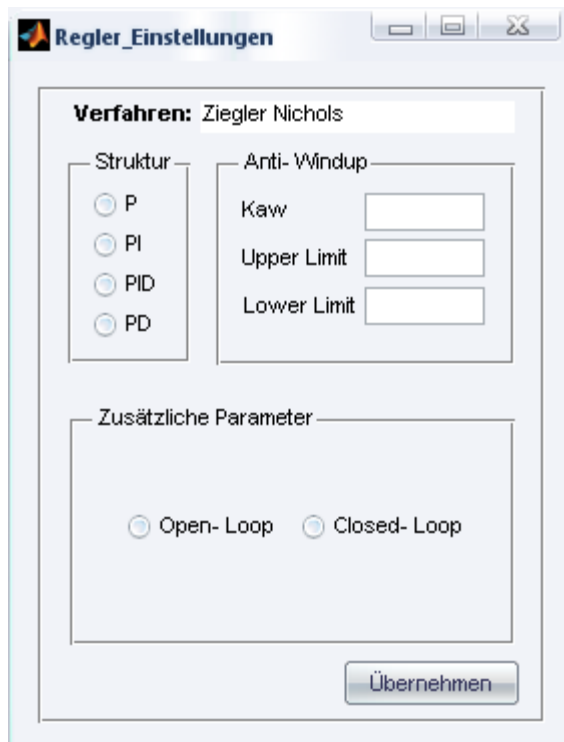 Regler_Einstellungen
Verfahren: Ziegler Nichols
Struktur
P
PI
PID
PD
Anti- Windup
Kaw
Upper Limit
Lower Limit
Zusätzliche Parameter
Open- Loop
Closed- Loop
Übernehmen